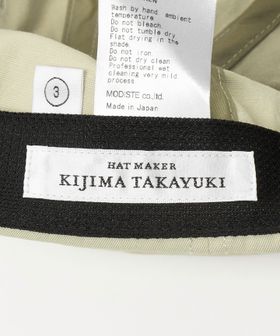 Wash by hand ambient
temperature
Do not bleach
Do not tumble dry
Flat drying in the
shade
Do not iron
Do not dry clean
Professional wet
cleaning very mild
process
MODISTE co.,ltd.
Made in Japan
3
HAT MAKER
KIJIMA TAKAYUKI